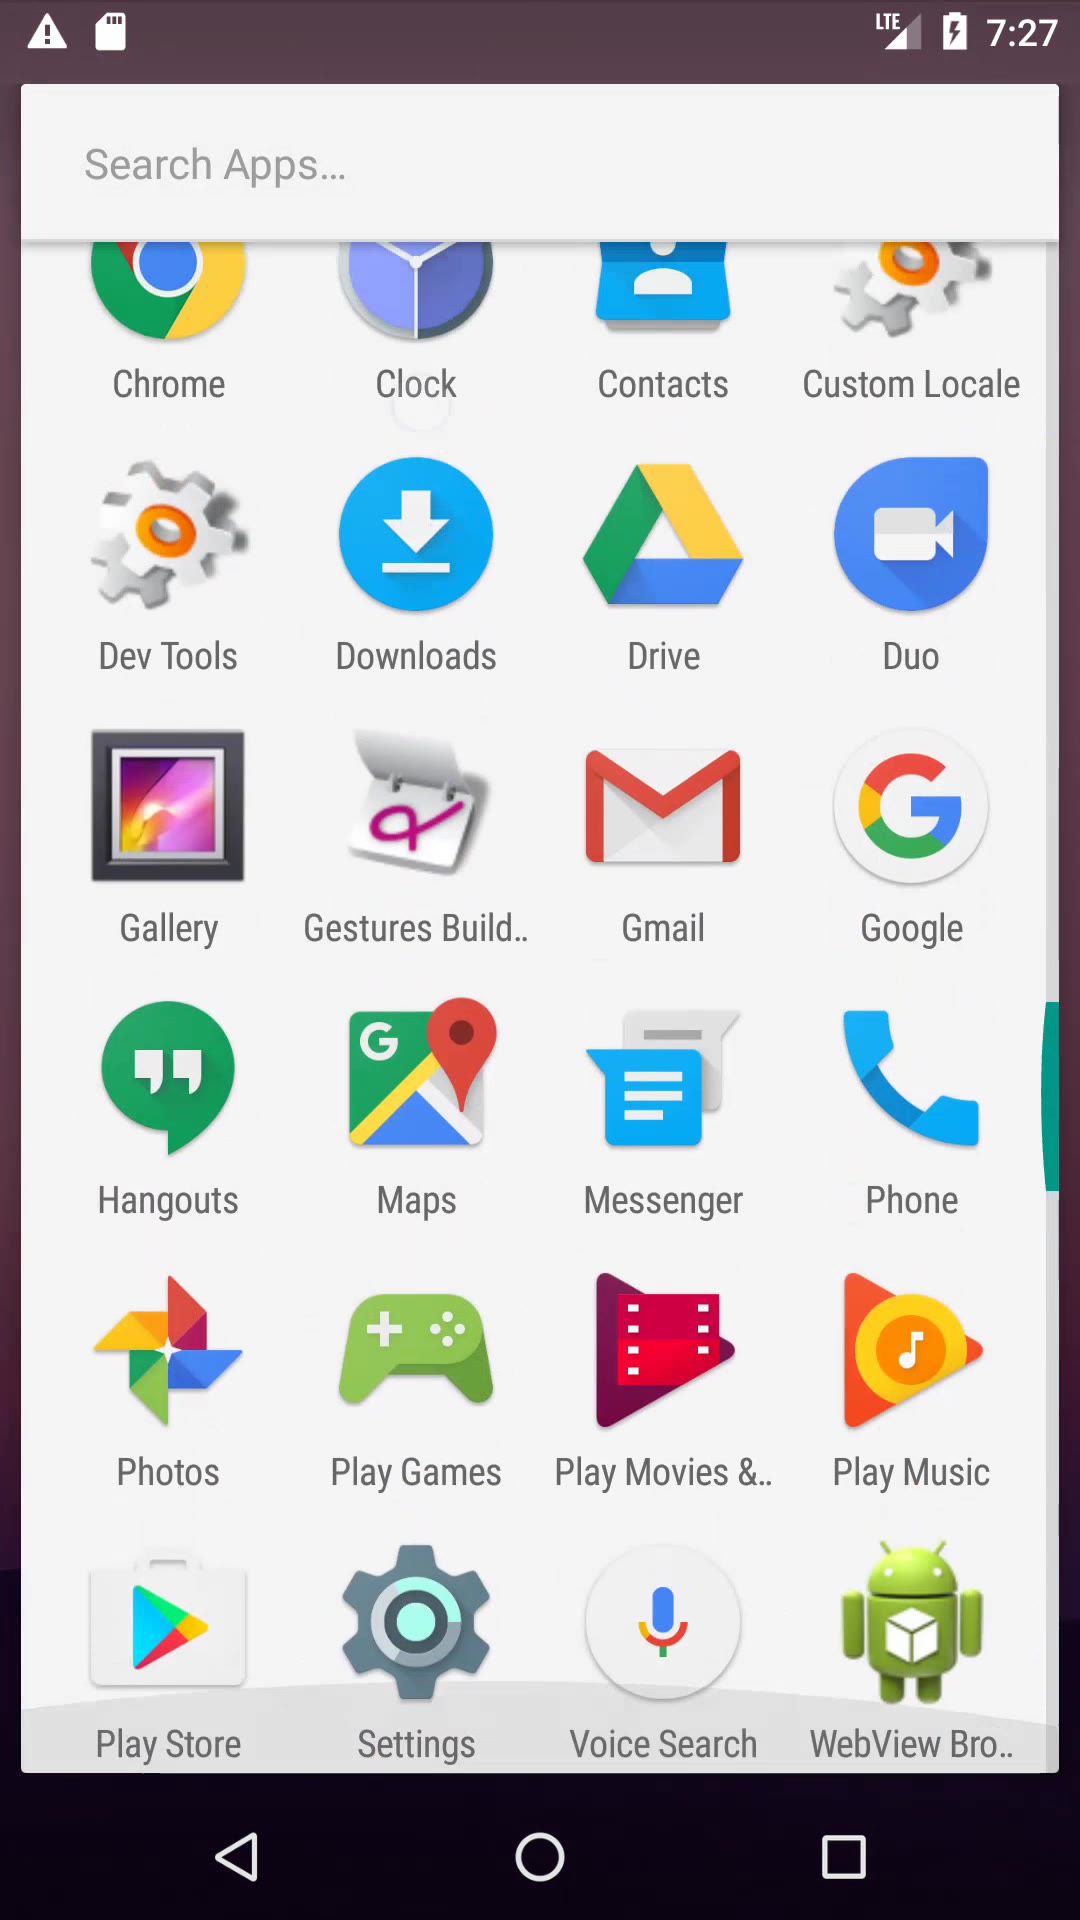 LTE 7:27
Search Apps...
Chrome Clock Contacts Custom Locale
Dev Tools Downloads Drive Duo
Gallery Gestures Build.. Gmail Google
Hangouts Maps Messenger Phone
Photos Play Games Play Movies &.. Play Music
Play Store Settings Voice Search WebView Bro..